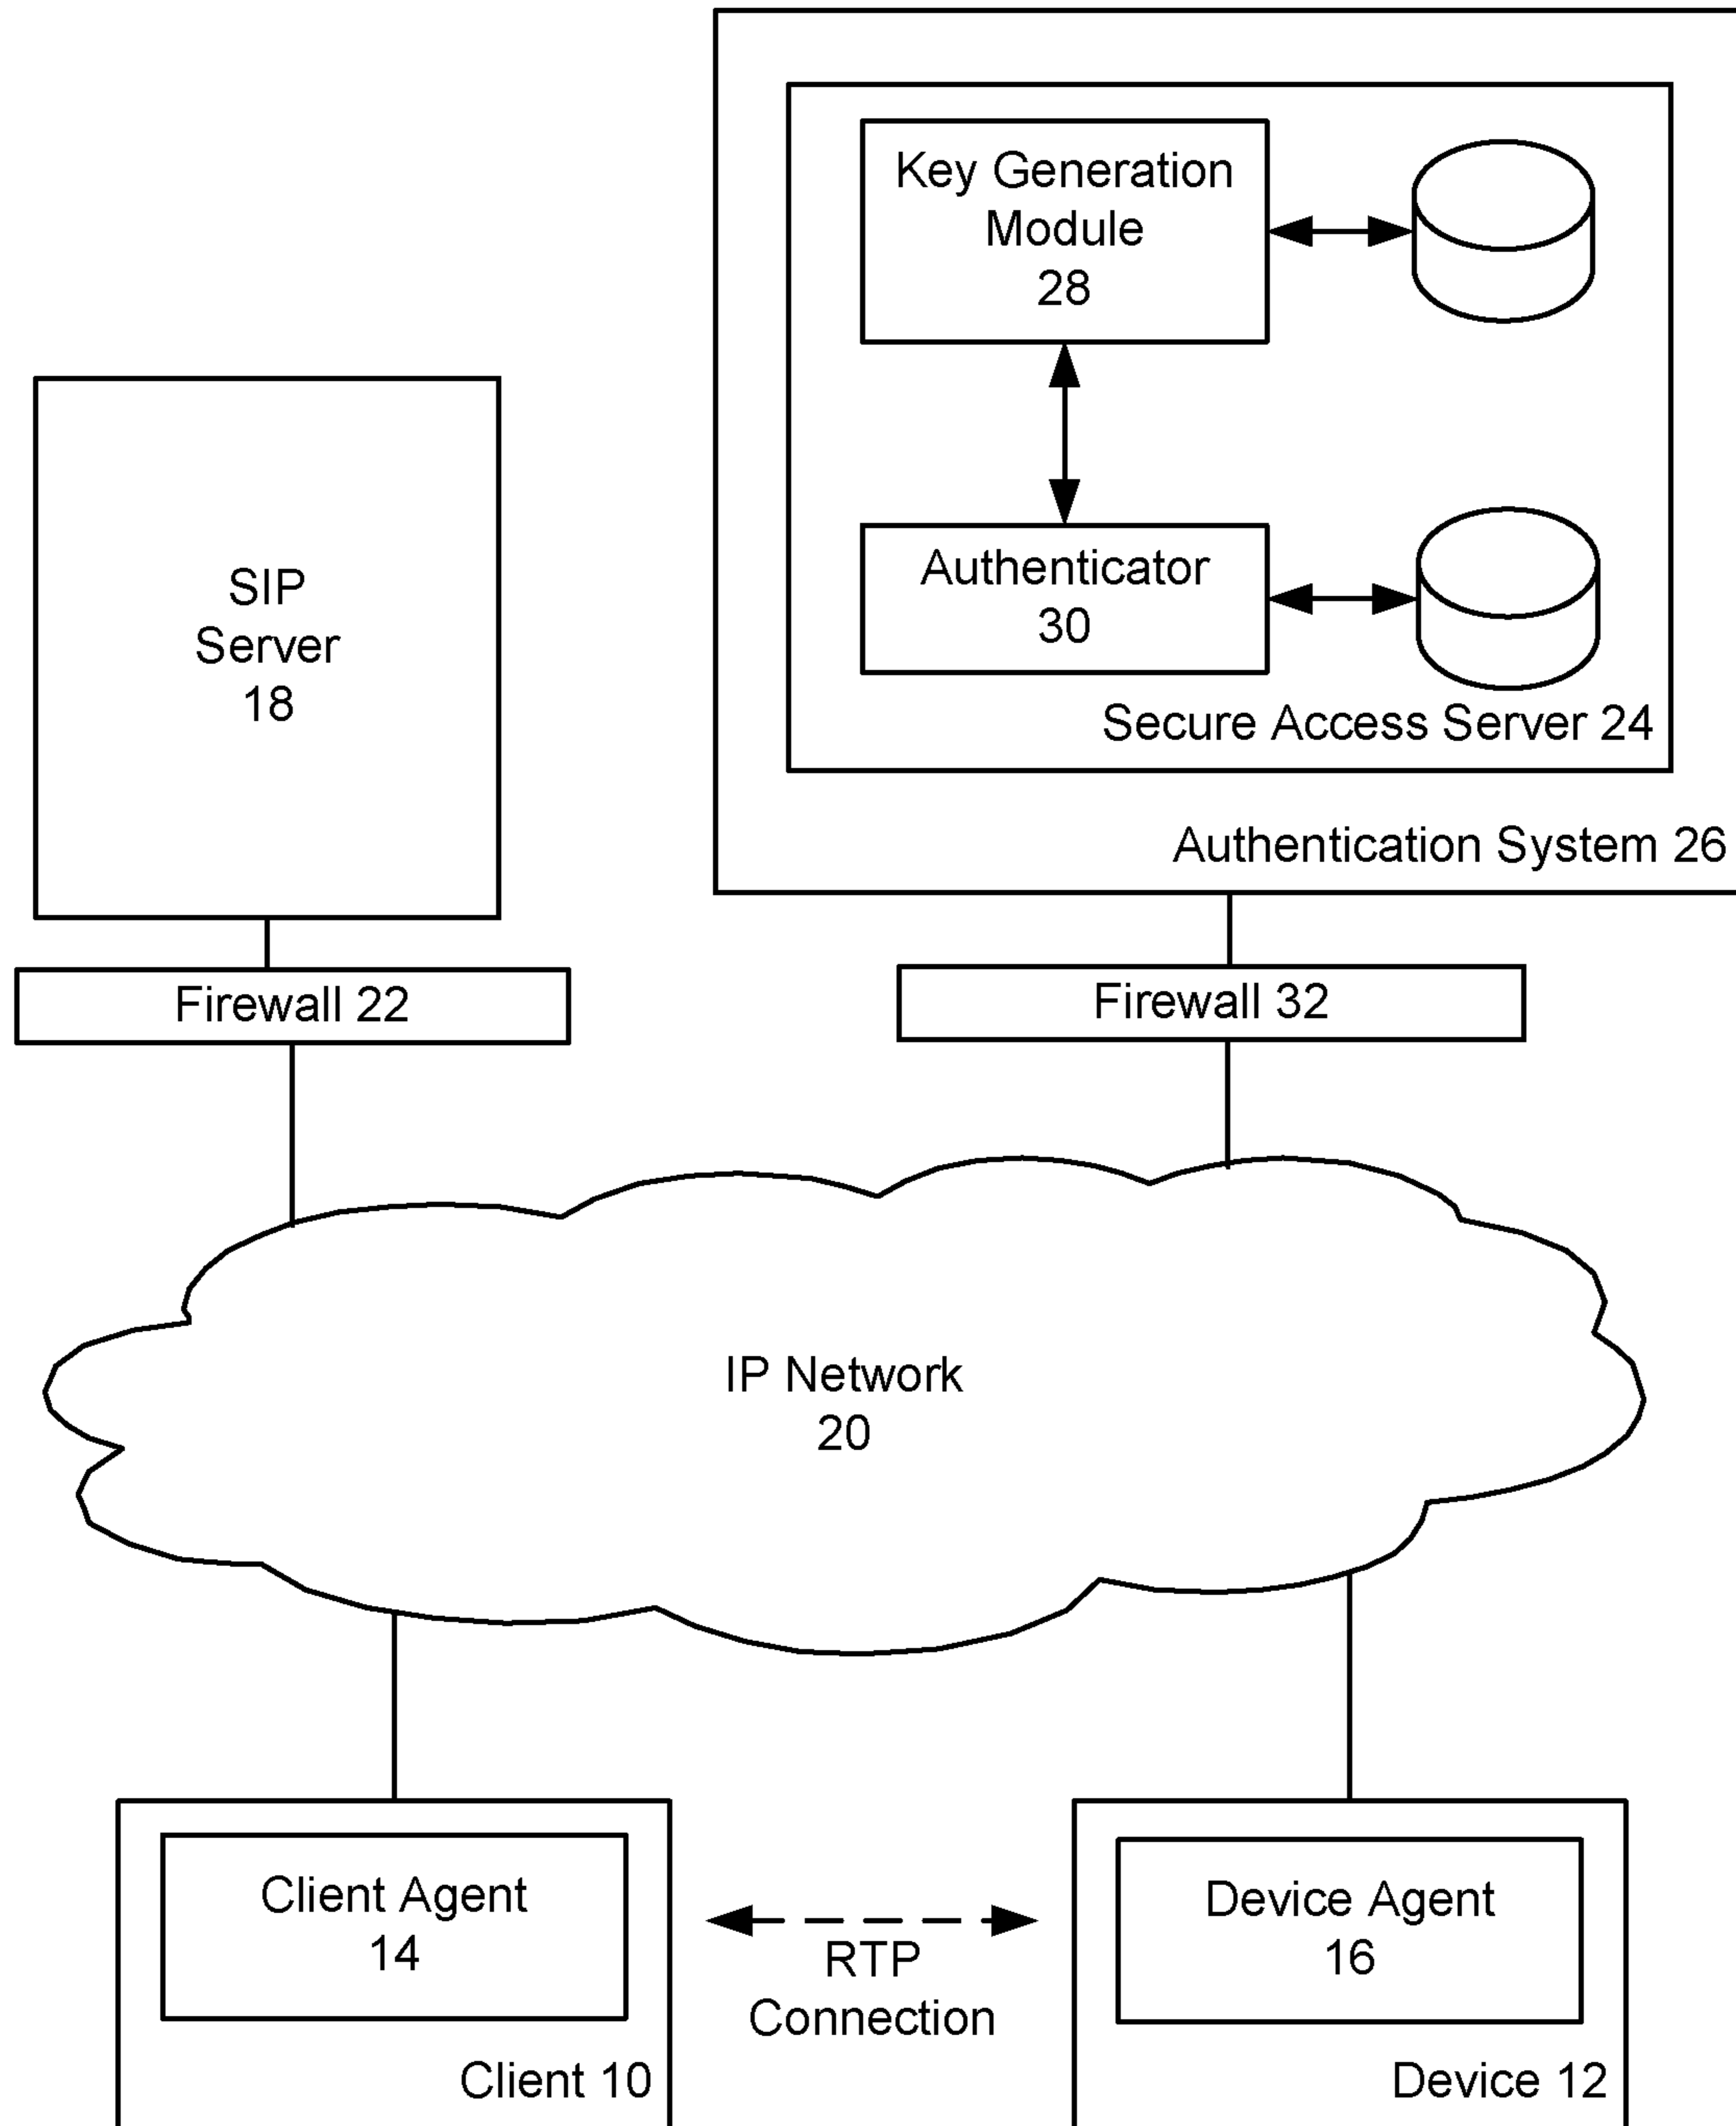 Key Generation
Module
28
Authenticator
30
Secure Access Server 24
Authentication System 26
SIP
Server
18
Firewall 22
Firewall 32
IP Network
20
Client Agent
14
Client 10
RTP
Connection
Device Agent
16
Device 12